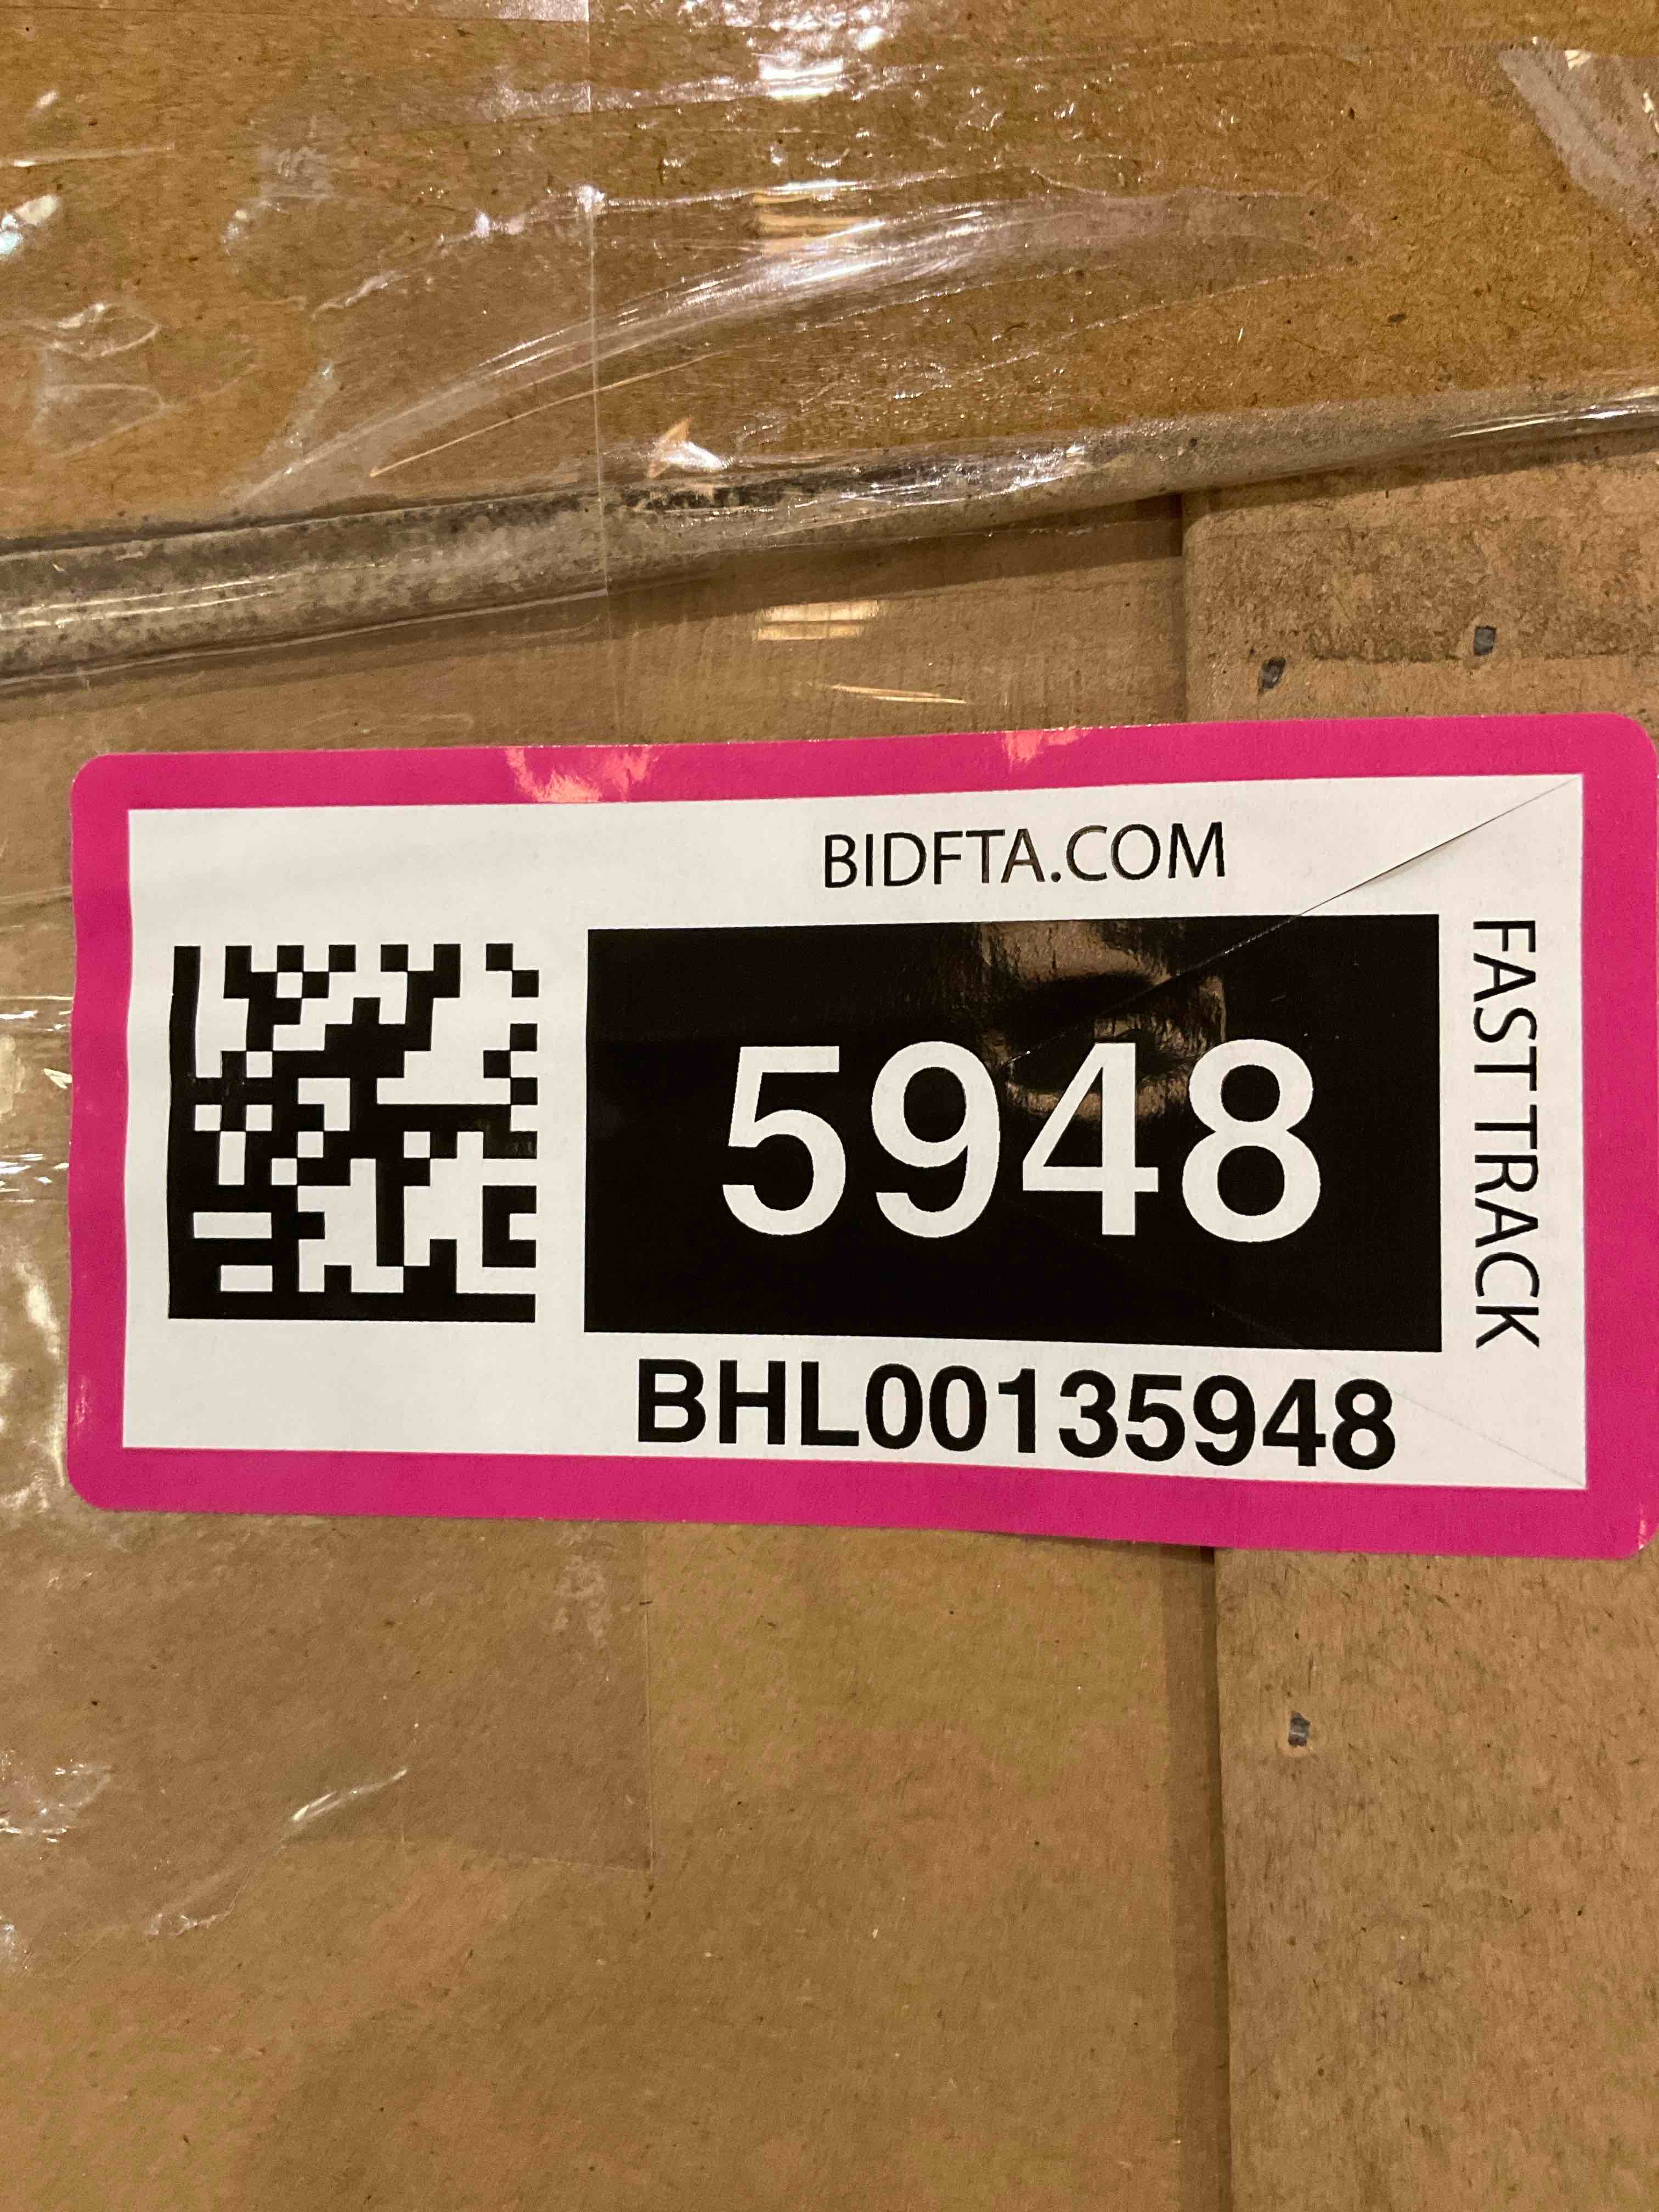 BIDFTA.COM
5948
FAST TRACK
BHL00135948